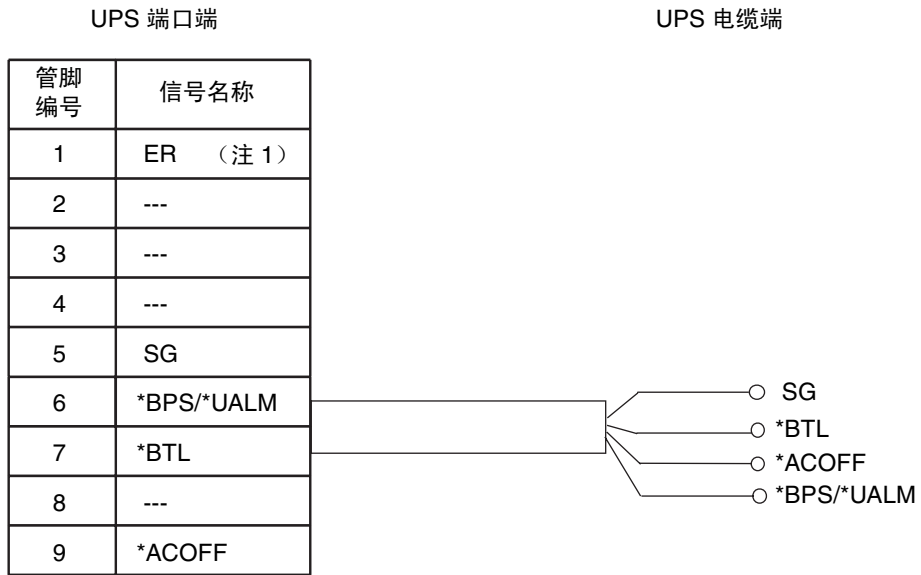 UPS 端口端
UPS 电缆端
管脚
编号
信号名称
1 ER （注 1）
2 ---
3 ---
4 ---
5 SG
6 *BPS/*UALM
7 *BTL
8 ---
9 *ACOFF
SG
*BTL
*ACOFF
*BPS/*UALM